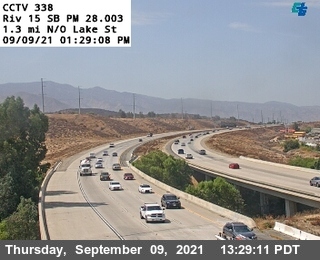 CCTV 338
Riv 15 SB PM 28.003
1.3 mi N/O Lake St
09/09/21 01:29:08 PM
Thursday, September 09, 2021 13:29:11 PDT